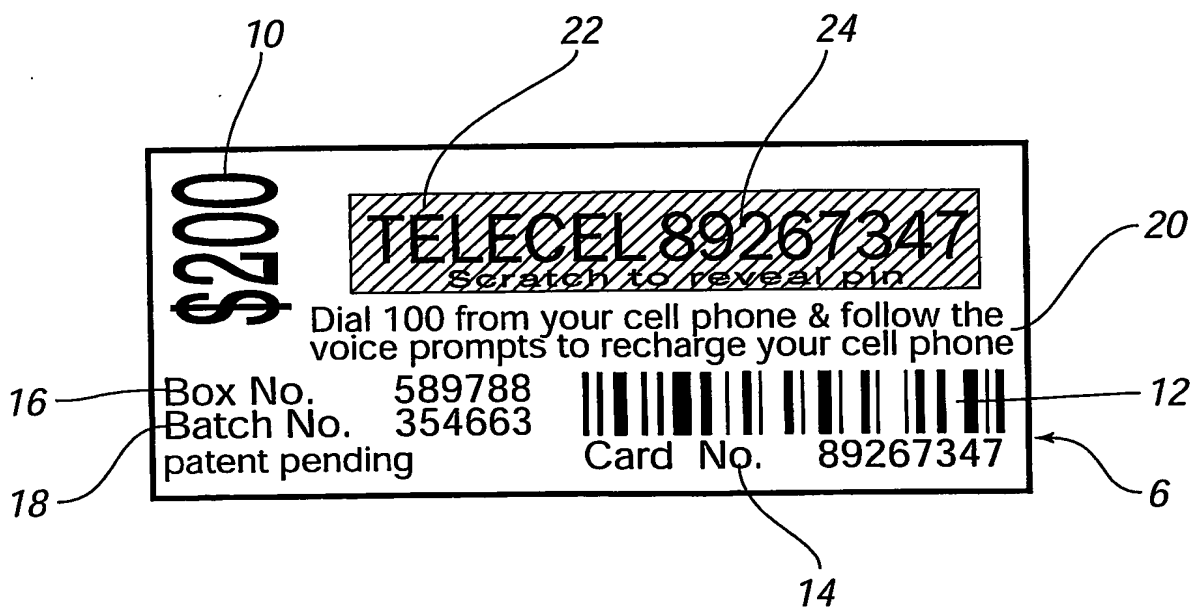 10
22
24
$200
TELECEL 89267347
Scratch to reveal pin
20
Dial 100 from your cell phone & follow the
voice prompts to recharge your cell phone
16
Box No. 589788
12
18
Batch No. 354663
patent pending
Card No. 89267347
6
14